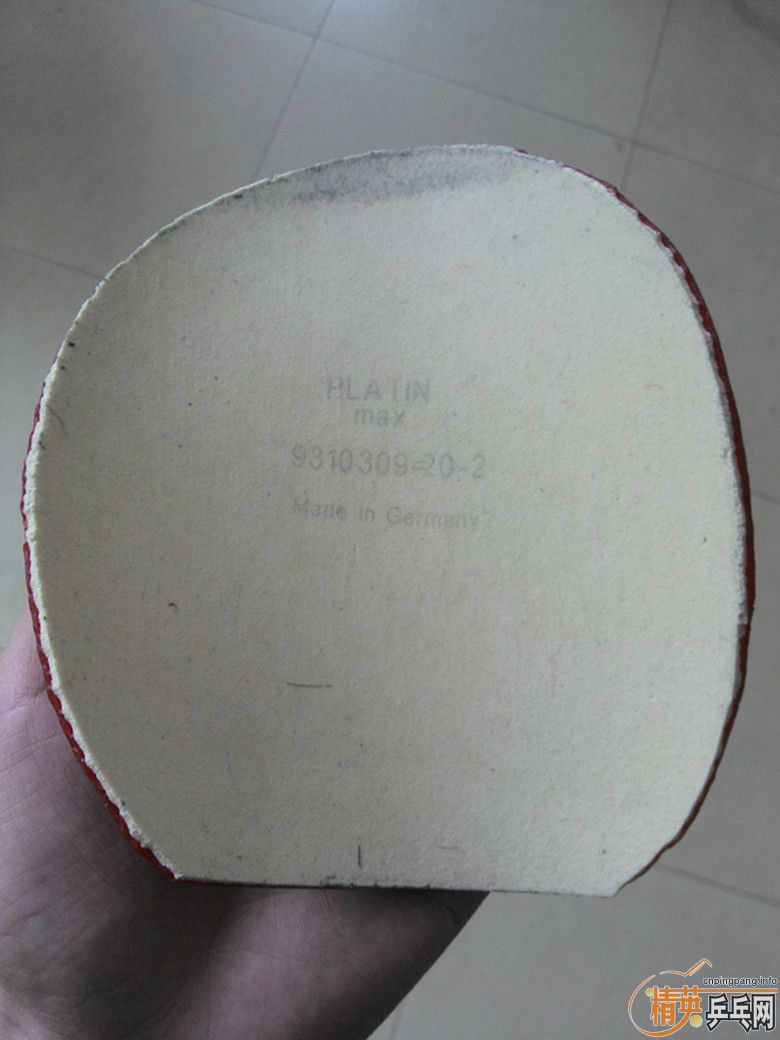 PLATIN
max
9310309-20-2
Made in Germany
cnpingpang.info
精英乒乓网